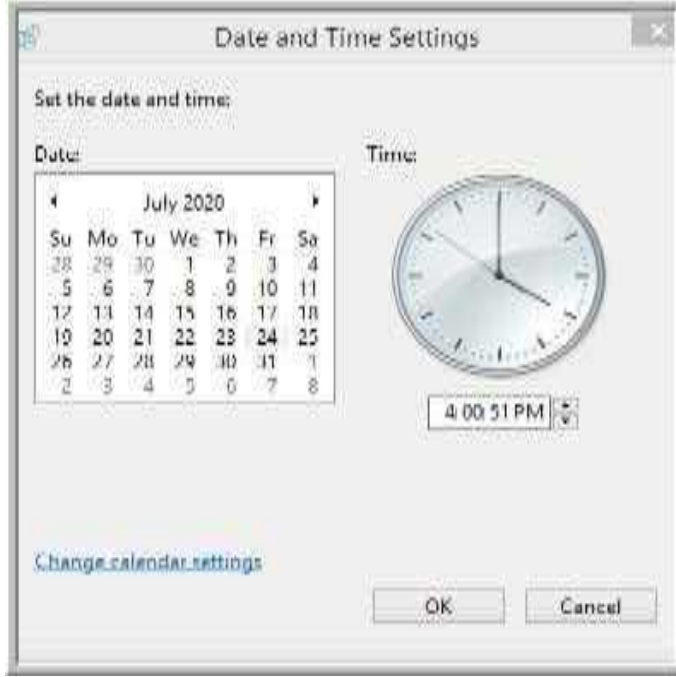 Date and Time Settings
Set the date and time:
Date:
Time:
July 2020
Su Mo Tu We Th Fr Sa
28 29 30 1 2 3 4
5 6 7 8 9 10 11
12 13 14 15 16 17 18
19 20 21 22 23 24 25
26 27 28 29 30 31 1
2 3 4 5 6 7 8
4:00:51 PM
Change calendar settings
OK
Cancel